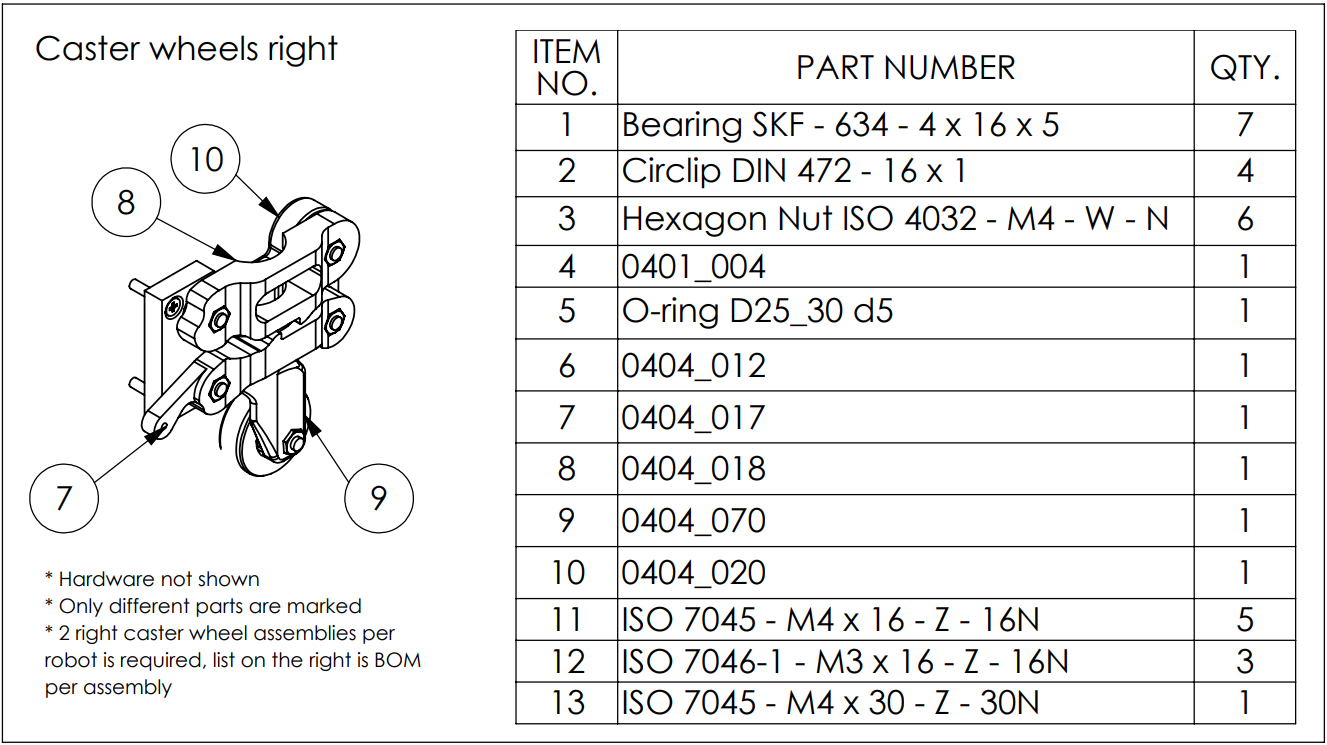 Caster wheels right
10
8
7
9
* Hardware not shown
* Only different parts are marked
* 2 right caster wheel assemblies per
robot is required, list on the right is BOM
per assembly
ITEM NO. PART NUMBER QTY.
1 Bearing SKF - 634 - 4 x 16 x 5 7
2 Circlip DIN 472 - 16 x 1 4
3 Hexagon Nut ISO 4032 - M4 - W - N 6
4 0401_004 1
5 O-ring D25_30 d5 1
6 0404_012 1
7 0404_017 1
8 0404_018 1
9 0404_070 1
10 0404_020 1
11 ISO 7045 - M4 x 16 - Z - 16N 5
12 ISO 7046-1 - M3 x 16 - Z - 16N 3
13 ISO 7045 - M4 x 30 - Z - 30N 1